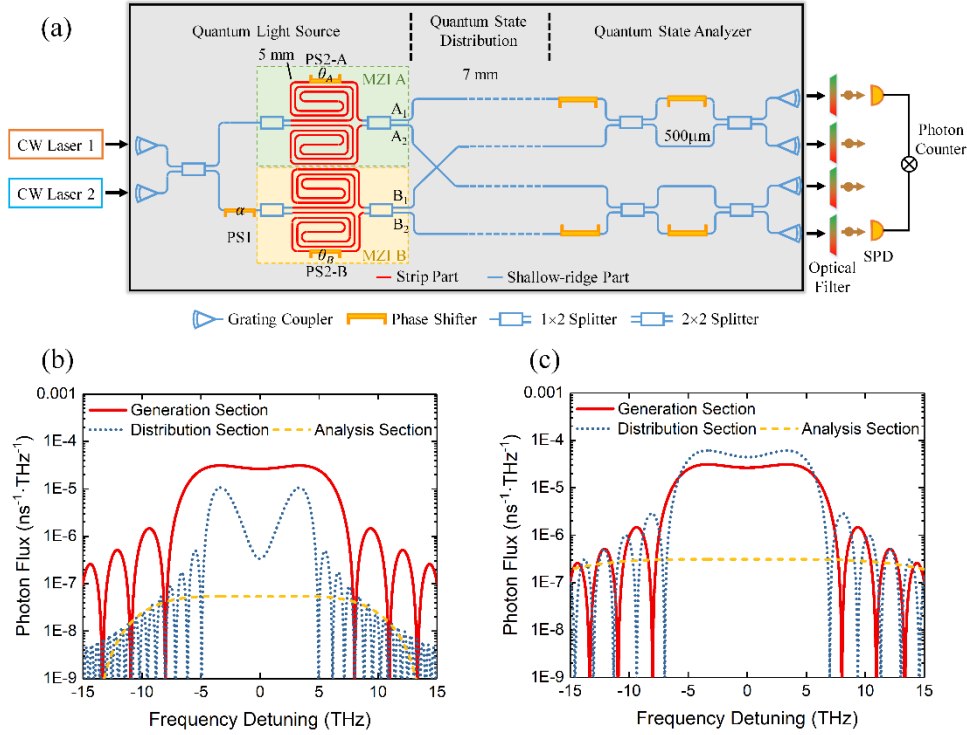 (a)
Quantum Light Source
Quantum State
Distribution
Quantum State Analyzer
5 mm
PS2-A
θA
MZI A
7 mm
A1
A2
500μm
CW Laser 1
CW Laser 2
Photon
Counter
α
PS1
B1
B2
θB
MZI B
PS2-B
Strip Part
Shallow-ridge Part
Optical
Filter
SPD
Grating Coupler
Phase Shifter
1×2 Splitter
2×2 Splitter
(b)
0.001
1E-4
1E-5
1E-6
1E-7
1E-8
1E-9
Photon Flux (ns⁻¹·THz⁻¹)
Generation Section
Distribution Section
Analysis Section
-15 -10 -5 0 5 10 15
Frequency Detuning (THz)
(c)
0.001
1E-4
1E-5
1E-6
1E-7
1E-8
1E-9
Photon Flux (ns⁻¹·THz⁻¹)
Generation Section
Distribution Section
Analysis Section
-15 -10 -5 0 5 10 15
Frequency Detuning (THz)